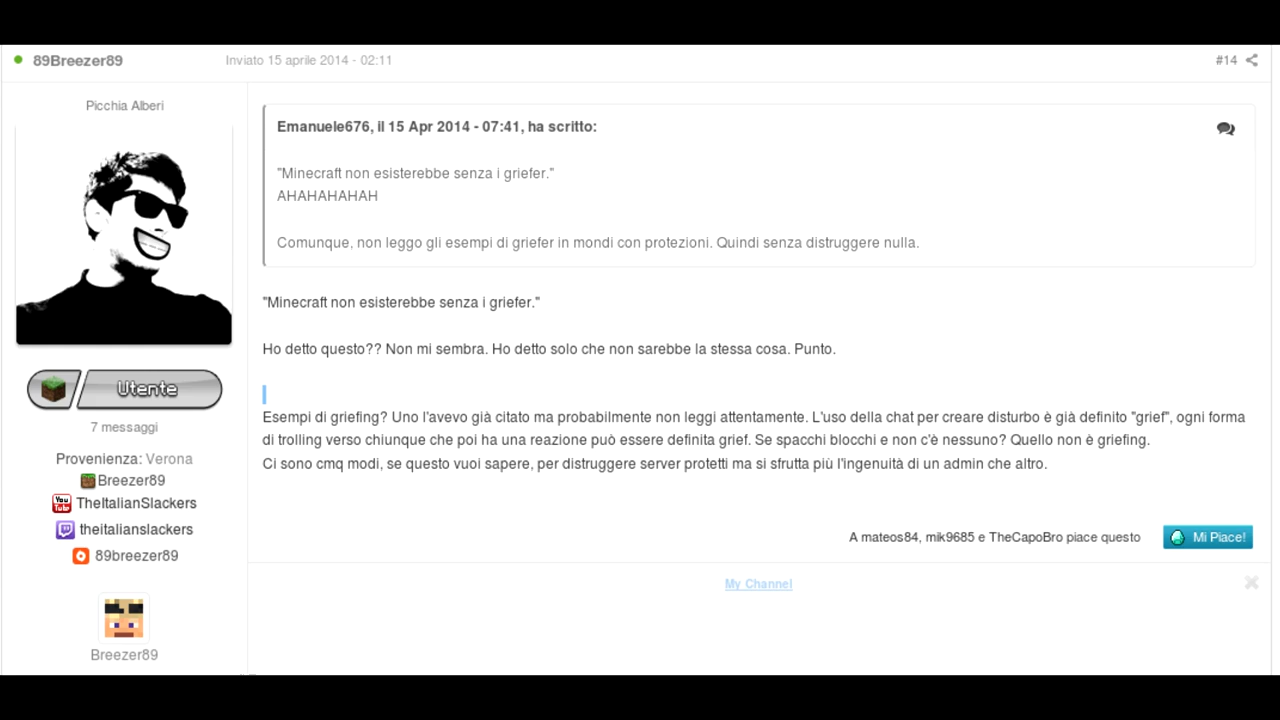 89Breezer89
Inviato 15 aprile 2014 - 02:11
#14
Picchia Alberi
Emanuele676, il 15 Apr 2014 - 07:41, ha scritto:
"Minecraft non esisterebbe senza i griefer."
AHAHAHAHAH
Comunque, non leggo gli esempi di griefer in mondi con protezioni. Quindi senza distruggere nulla.
"Minecraft non esisterebbe senza i griefer."
Ho detto questo?? Non mi sembra. Ho detto solo che non sarebbe la stessa cosa. Punto.
Esempi di griefing? Uno l'avevo già citato ma probabilmente non leggi attentamente. L'uso della chat per creare disturbo è già definito "grief", ogni forma
di trolling verso chiunque che poi ha una reazione può essere definita grief. Se spacchi blocchi e non c'è nessuno? Quello non è griefing.
Ci sono cmq modi, se questo vuoi sapere, per distruggere server protetti ma si sfrutta più l'ingenuità di un admin che altro.
Utente
7 messaggi
Provenienza: Verona
Breezer89
You Tube TheItalianSlackers
theitalianslackers
89breezer89
Breezer89
A mateos84, mik9685 e TheCapoBro piace questo
Mi Piace!
My Channel